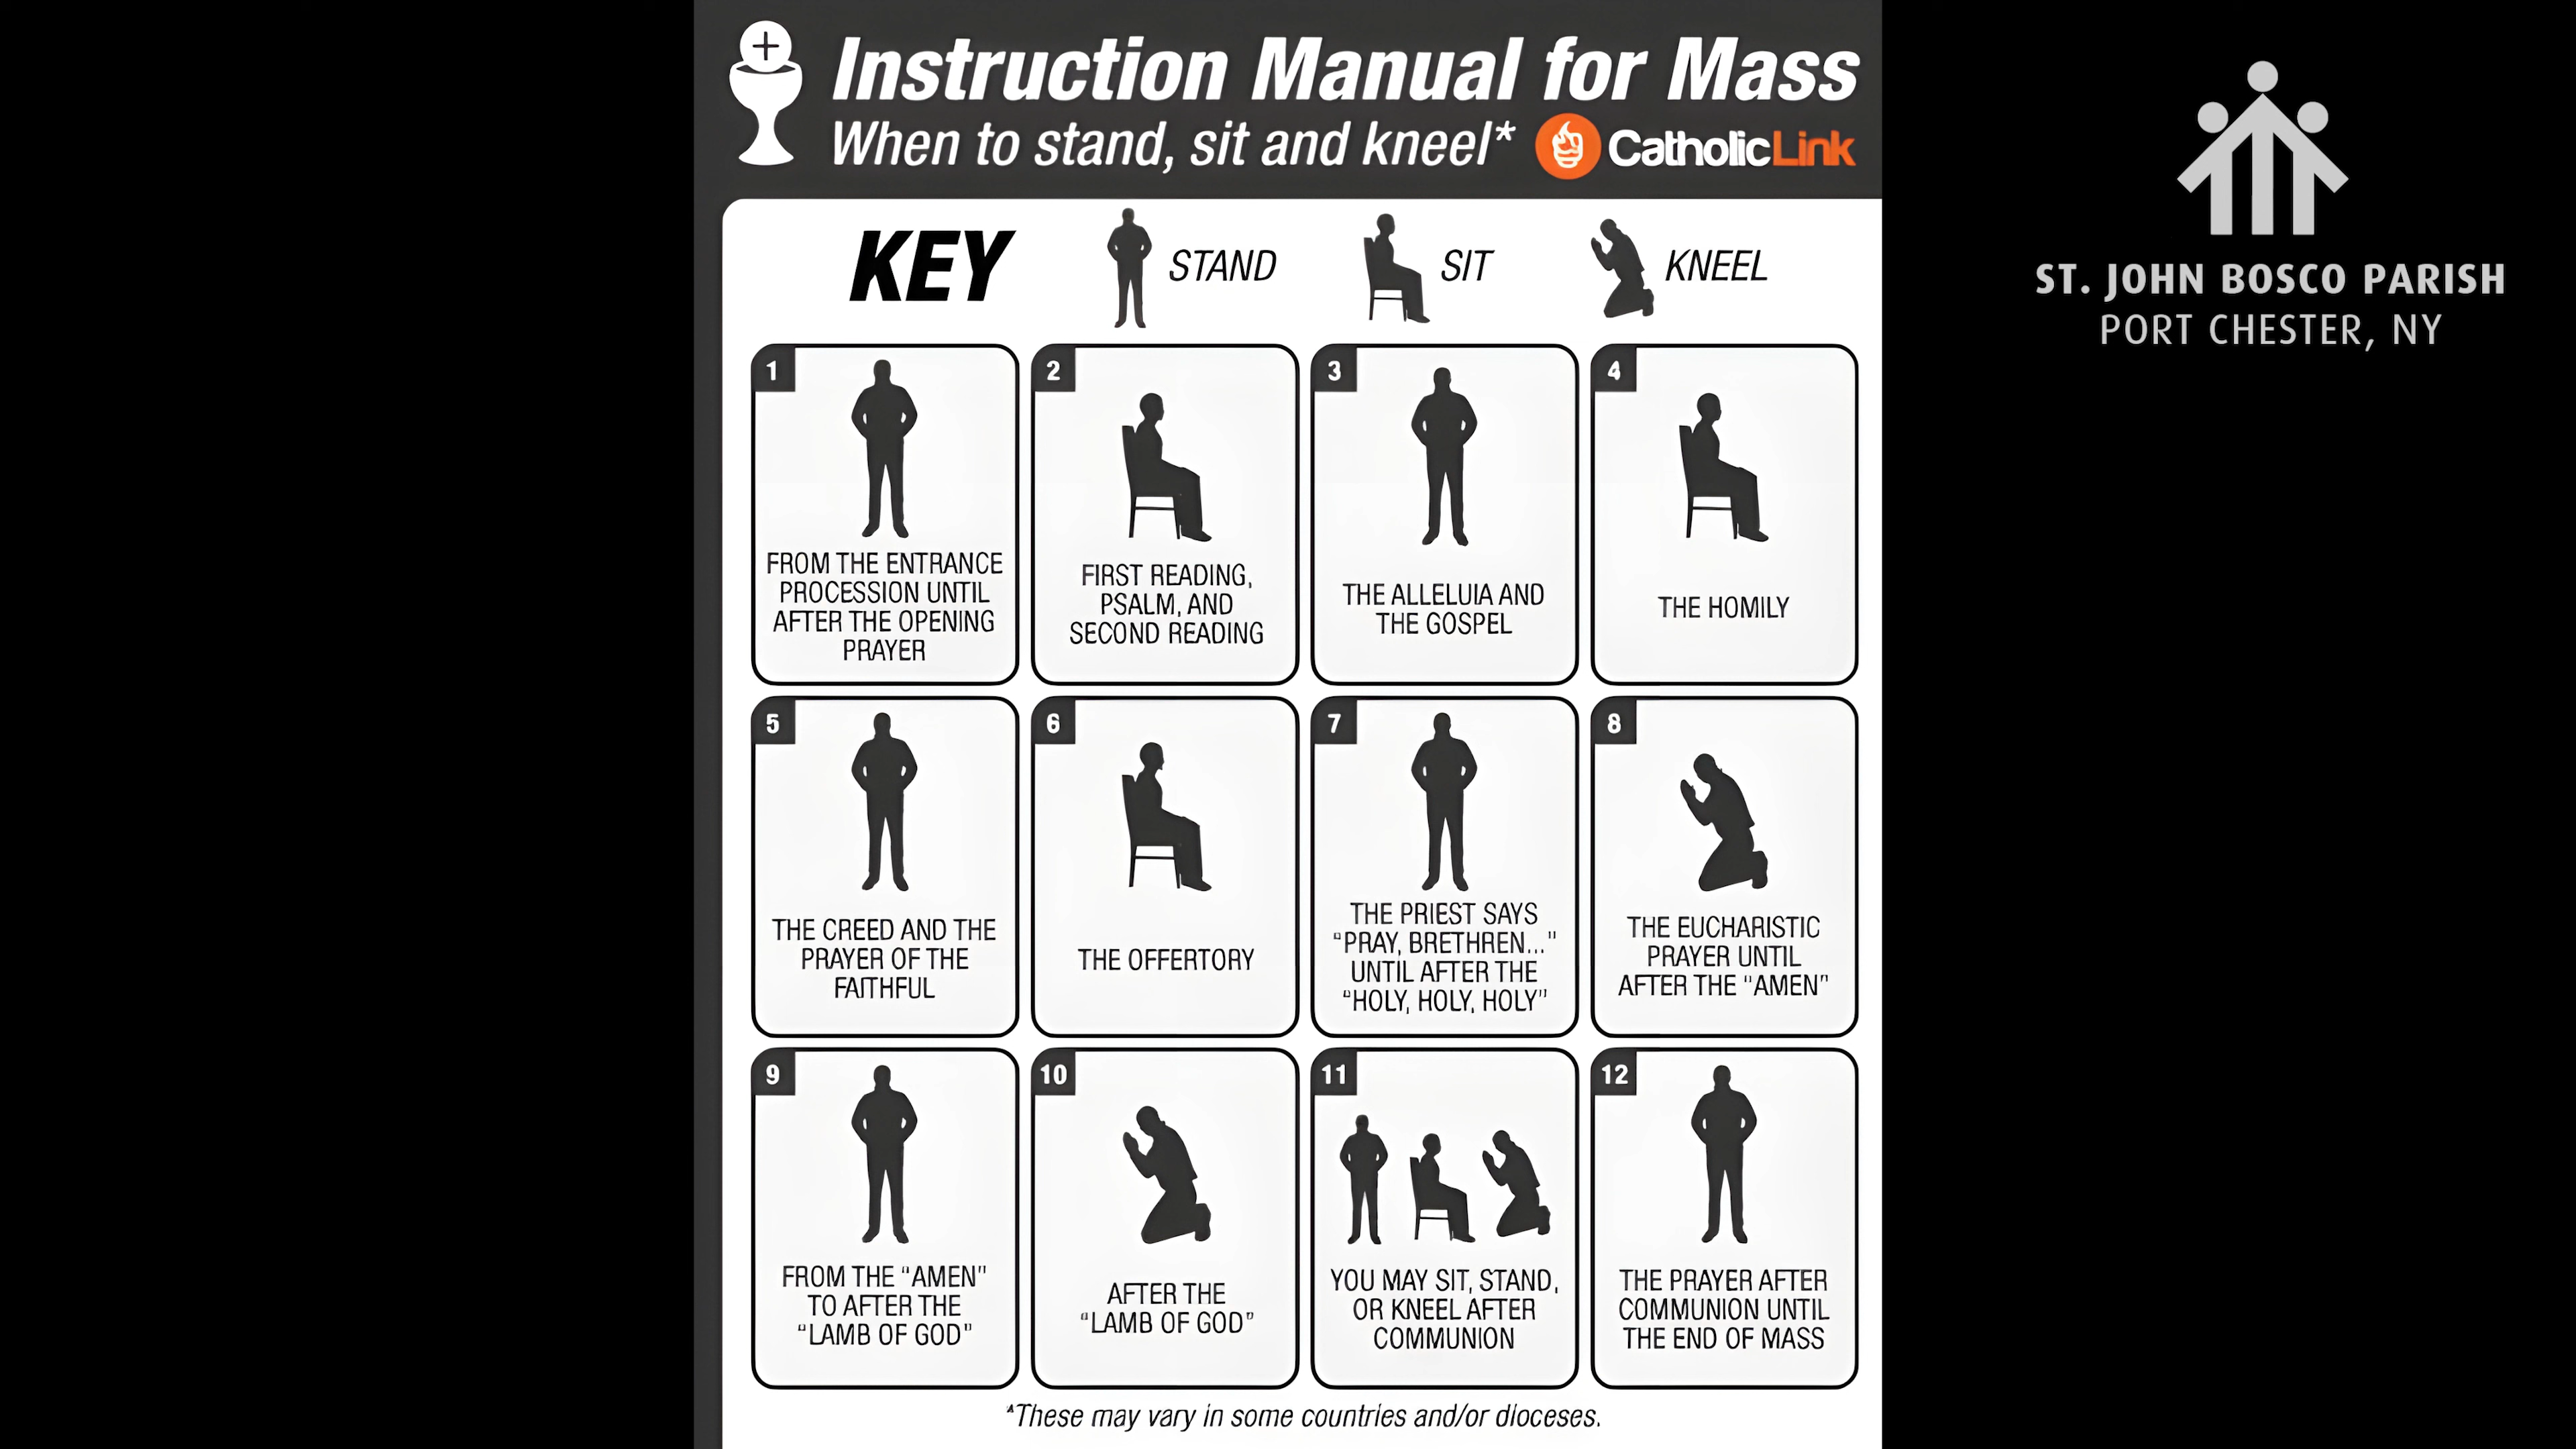 Instruction Manual for Mass
When to stand, sit and kneel*
CatholicLink
ST. JOHN BOSCO PARISH
PORT CHESTER, NY
KEY
STAND
SIT
KNEEL
1
FROM THE ENTRANCE
PROCESSION UNTIL
AFTER THE OPENING
PRAYER
2
FIRST READING,
PSALM, AND
SECOND READING
3
THE ALLELUIA AND
THE GOSPEL
4
THE HOMILY
5
THE CREED AND THE
PRAYER OF THE
FAITHFUL
6
THE OFFERTORY
7
THE PRIEST SAYS
"PRAY, BRETHREN..."
UNTIL AFTER THE
"HOLY, HOLY, HOLY"
8
THE EUCHARISTIC
PRAYER UNTIL
AFTER THE "AMEN"
9
FROM THE "AMEN"
TO AFTER THE
"LAMB OF GOD"
10
AFTER THE
"LAMB OF GOD"
11
YOU MAY SIT, STAND,
OR KNEEL AFTER
COMMUNION
12
THE PRAYER AFTER
COMMUNION UNTIL
THE END OF MASS
*These may vary in some countries and/or dioceses.